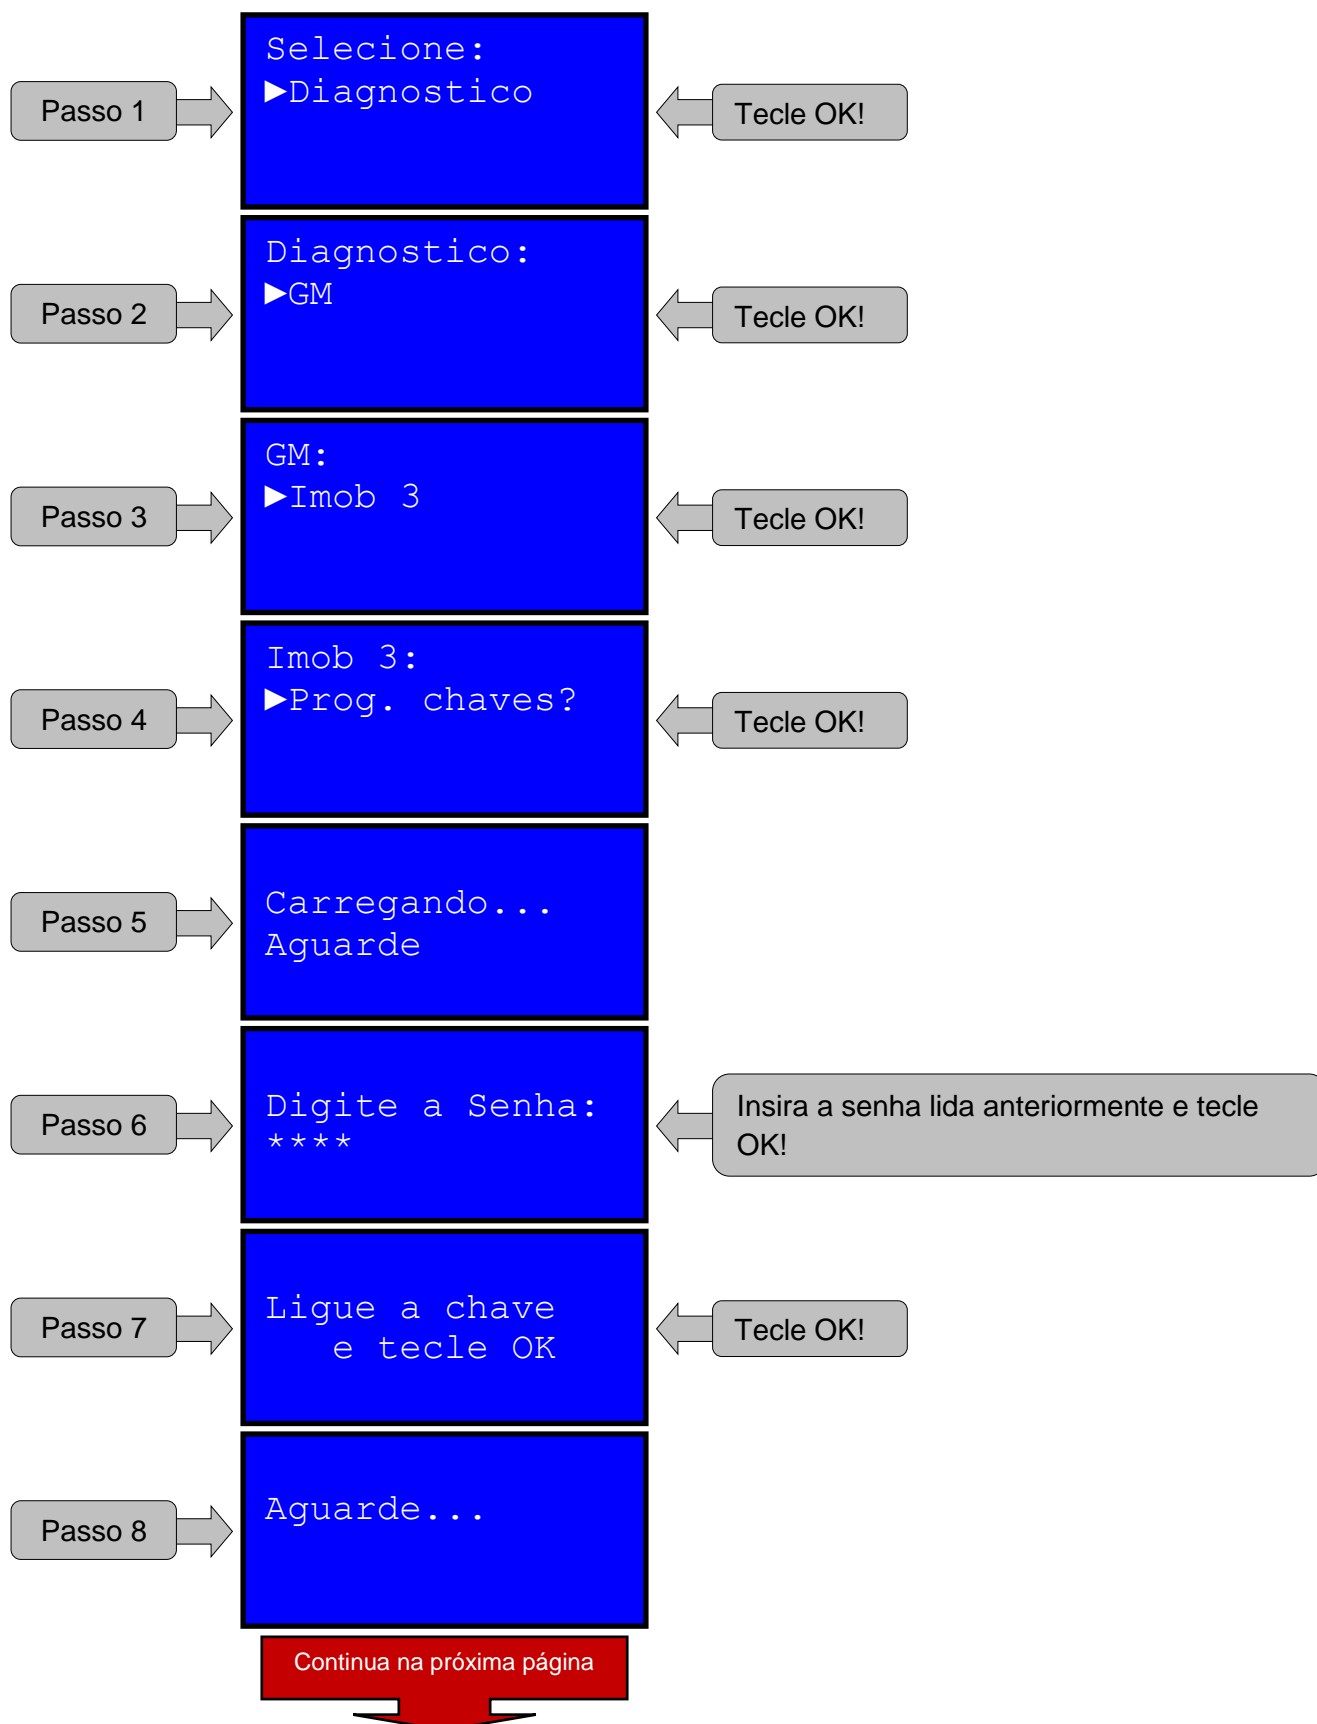 Selecione:
Passo 1
►Diagnostico
Tecle OK!
Diagnostico:
Passo 2
►GM
Tecle OK!
GM:
Passo 3
►Imob 3
Tecle OK!
Imob 3:
Passo 4
►Prog. chaves?
Tecle OK!
Passo 5
Carregando...
Aguarde
Passo 6
Digite a Senha:
****
Insira a senha lida anteriormente e tecle
OK!
Passo 7
Ligue a chave
e tecle OK
Tecle OK!
Passo 8
Aguarde...
Continua na próxima página